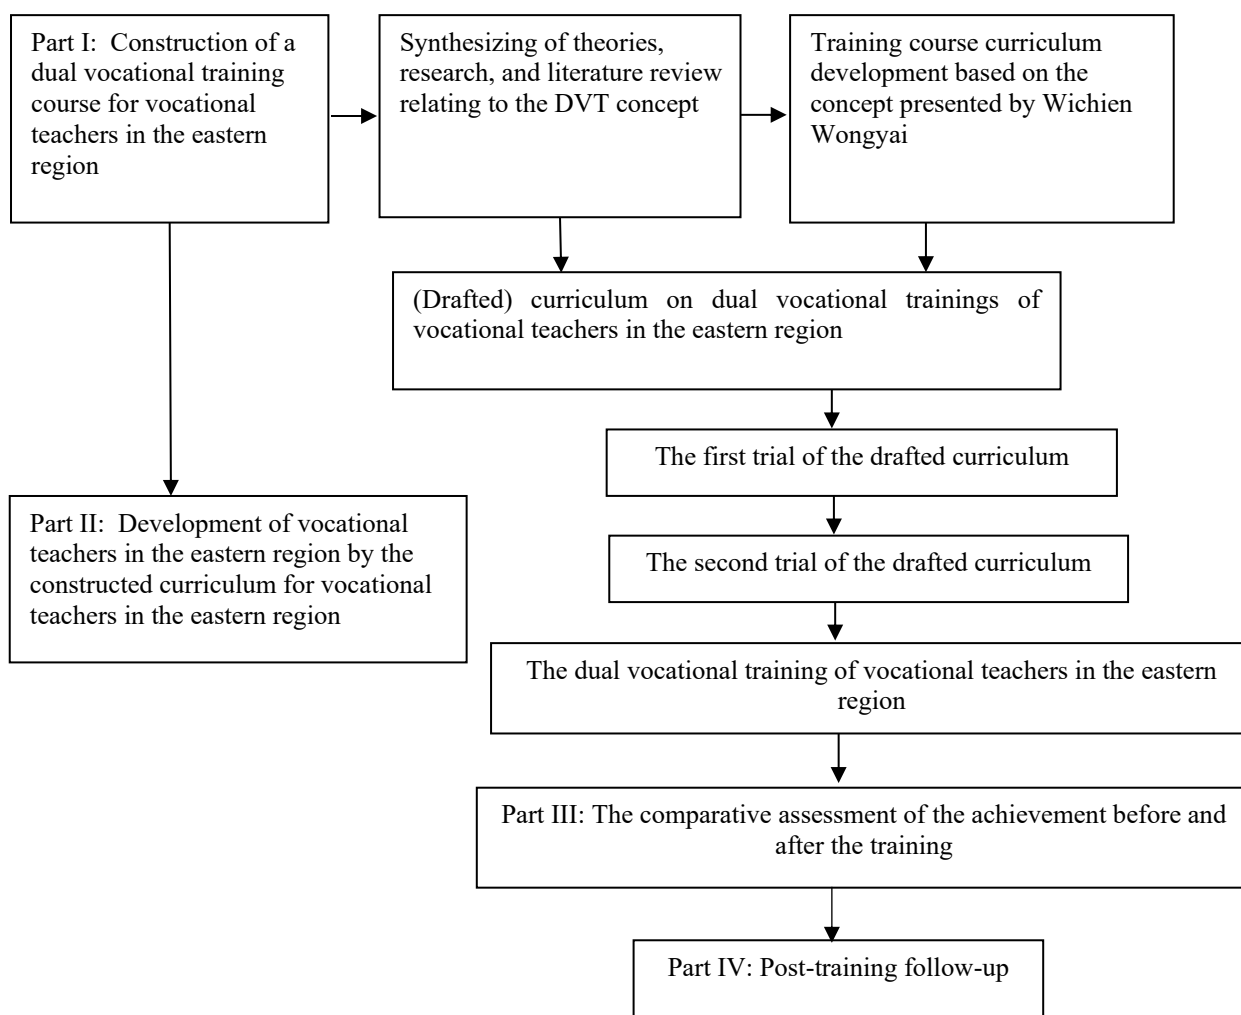 Part I:  Construction of a
dual vocational training
course for vocational
teachers in the eastern
region
Synthesizing of theories,
research, and literature review
relating to the DVT concept
Training course curriculum
development based on the
concept presented by Wichien
Wongyai
(Drafted) curriculum on dual vocational trainings of
vocational teachers in the eastern region
The first trial of the drafted curriculum
Part II:  Development of vocational
teachers in the eastern region by the
constructed curriculum for vocational
teachers in the eastern region
The second trial of the drafted curriculum
The dual vocational training of vocational teachers in the eastern
region
Part III: The comparative assessment of the achievement before and
after the training
Part IV: Post-training follow-up